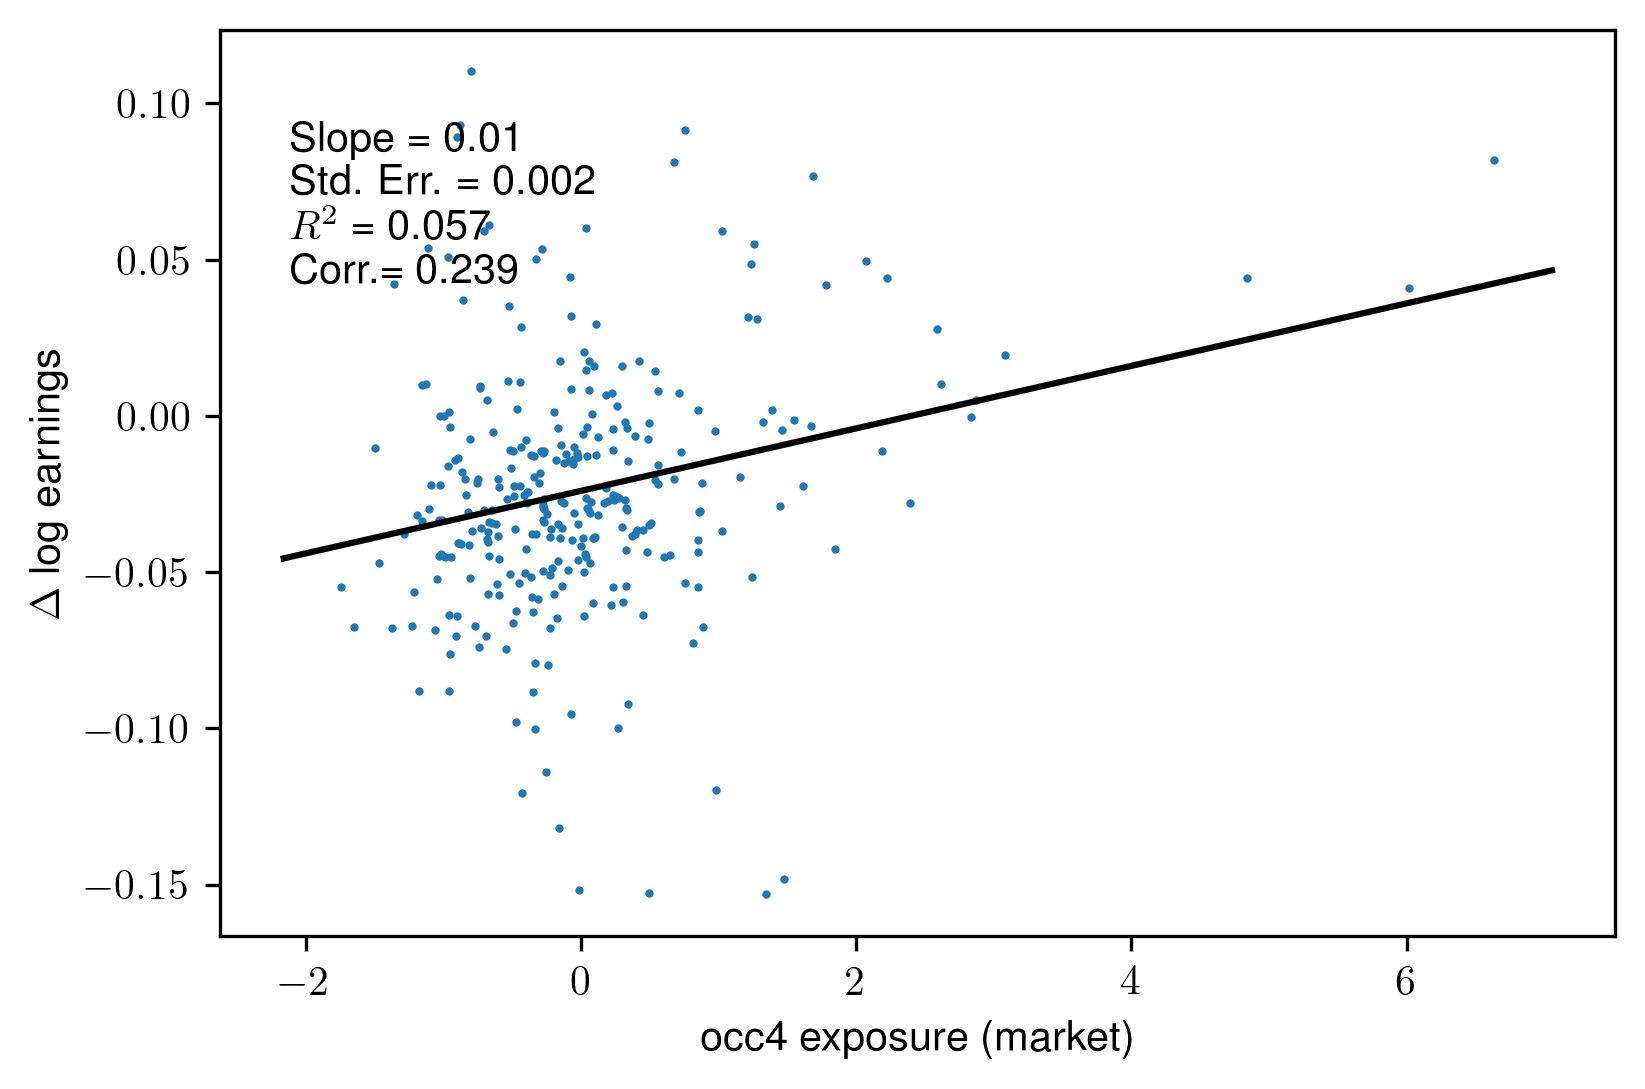 0.10
0.05
0.00
−0.05
−0.10
−0.15
Δ log earnings
Slope = 0.01
Std. Err. = 0.002
R² = 0.057
Corr.= 0.239
−2 0 2 4 6
occ4 exposure (market)